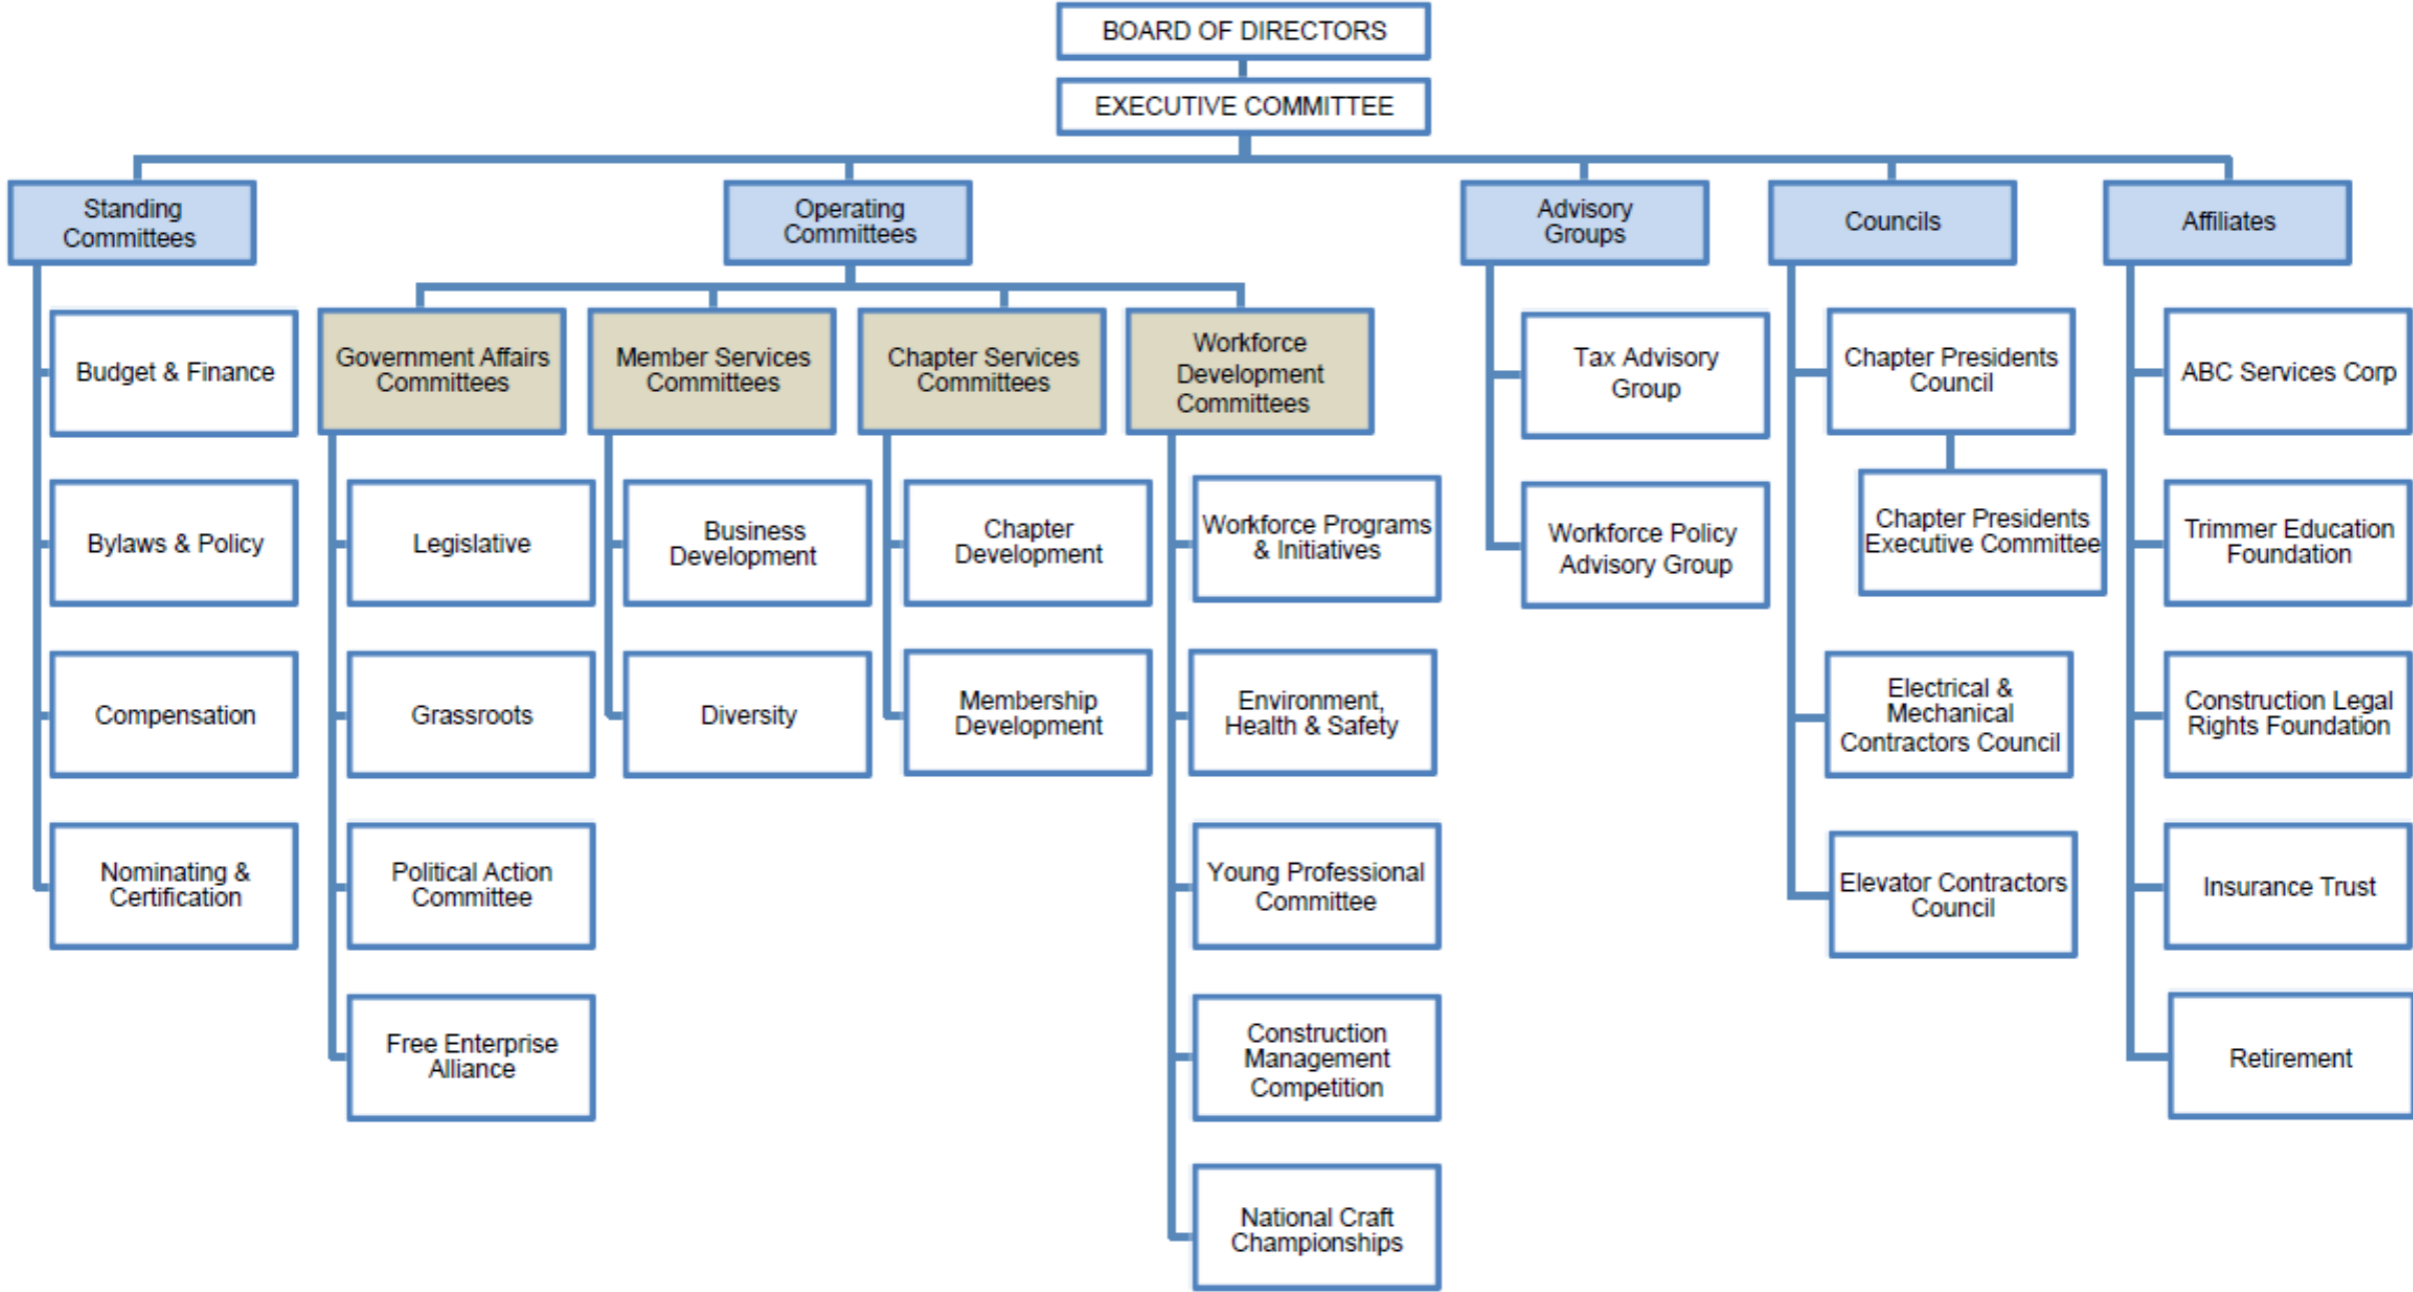 BOARD OF DIRECTORS
EXECUTIVE COMMITTEE
Standing
Committees
Operating
Committees
Advisory
Groups
Councils
Affiliates
Budget & Finance
Bylaws & Policy
Compensation
Nominating &
Certification
Government Affairs
Committees
Legislative
Grassroots
Political Action
Committee
Free Enterprise
Alliance
Member Services
Committees
Business
Development
Diversity
Chapter Services
Committees
Chapter
Development
Membership
Development
Workforce
Development
Committees
Workforce Programs
& Initiatives
Environment,
Health & Safety
Young Professional
Committee
Construction
Management
Competition
National Craft
Championships
Tax Advisory
Group
Workforce Policy
Advisory Group
Chapter Presidents
Council
Chapter Presidents
Executive Committee
Electrical &
Mechanical
Contractors Council
Elevator Contractors
Council
ABC Services Corp
Trimmer Education
Foundation
Construction Legal
Rights Foundation
Insurance Trust
Retirement